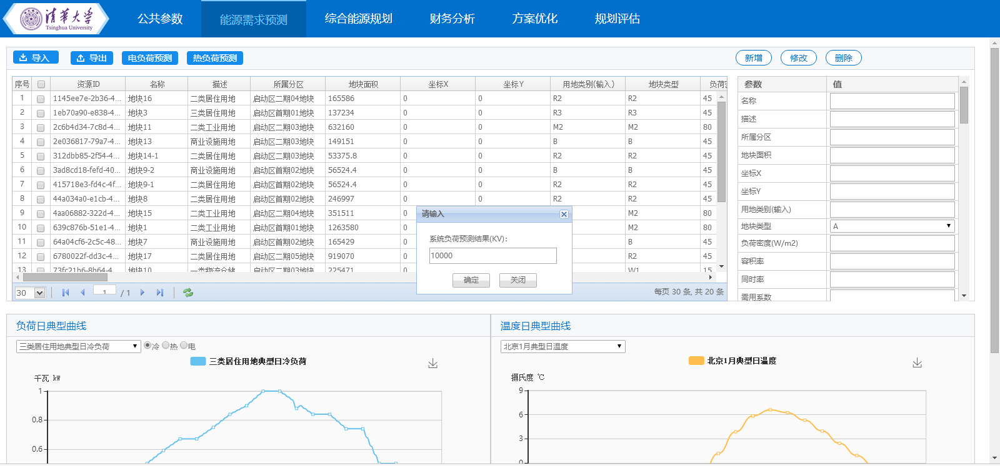 清华大学
Tsinghua University
公共参数 能源需求预测 综合能源规划 财务分析 方案优化 规划评估
导入 导出 电负荷预测 热负荷预测 新增 修改 删除
序号 资源ID 名称 描述 所属分区 地块面积 坐标X 坐标Y 用地类别(输入) 地块类型
1 1145ee7e-2b36-4... 地块16 二类居住用地 启动区二期04地块 165586 0 0 R2 R2 45
2 1eb70a90-e838-4... 地块3 三类居住用地 启动区首期01地块 137234 0 0 R3 R3 45
3 2c6b4d34-7c8d-4... 地块11 二类工业用地 启动区二期03地块 632160 0 0 M2 M2 80
4 2e036817-79a7-4... 地块13 商业设施用地 启动区二期03地块 149151 0 0 B B 45
5 312dbb85-2f54-4... 地块14-1 二类居住用地 启动区二期03地块 53375.8 0 0 R2 R2 45
6 3ad8cd18-fefd-40... 地块9-2 商业设施用地 启动区首期02地块 56524.4 0 0 B B 45
7 415718e3-fd4c-4f... 地块9-1 二类居住用地 启动区首期02地块 56524.4 0 0 R2 R2 45
8 44a034a0-e1cb-4... 地块8 二类居住用地 启动区首期02地块 246997 0 0 R2 R2 45
9 4aa06882-322d-4... 地块15 二类工业用地 启动区二期04地块 351511 0 M2 80
10 639c876b-51e1-4... 地块1 二类工业用地 启动区首期01地块 1263580 0 M2 80
11 64a04cf6-2c5c-48... 地块7 商业设施用地 启动区首期02地块 165429 0 B 45
12 6780022f-dd3c-4... 地块17 二类居住用地 启动区二期05地块 919070 0 R2 45
13 73fc21b6-8b64-4... 地块10 一类物流仓储 启动区二期03地块 225471 0 W1 15
30 1 / 1 每页 30 条, 共 20 条
请输入
系统负荷预测结果(KV):
10000
确定 关闭
参数 值
名称
描述
所属分区
地块面积
坐标X
坐标Y
用地类别(输入)
地块类型 A
负荷密度(W/m2)
容积率
同时率
需用系数
负荷日典型曲线
三类居住用地典型日冷负荷 冷 热 电
三类居住用地典型日冷负荷
千瓦 kW
1
0.8
0.6
温度日典型曲线
北京1月典型日温度
北京1月典型日温度
摄氏度 ℃
9
6
3
0